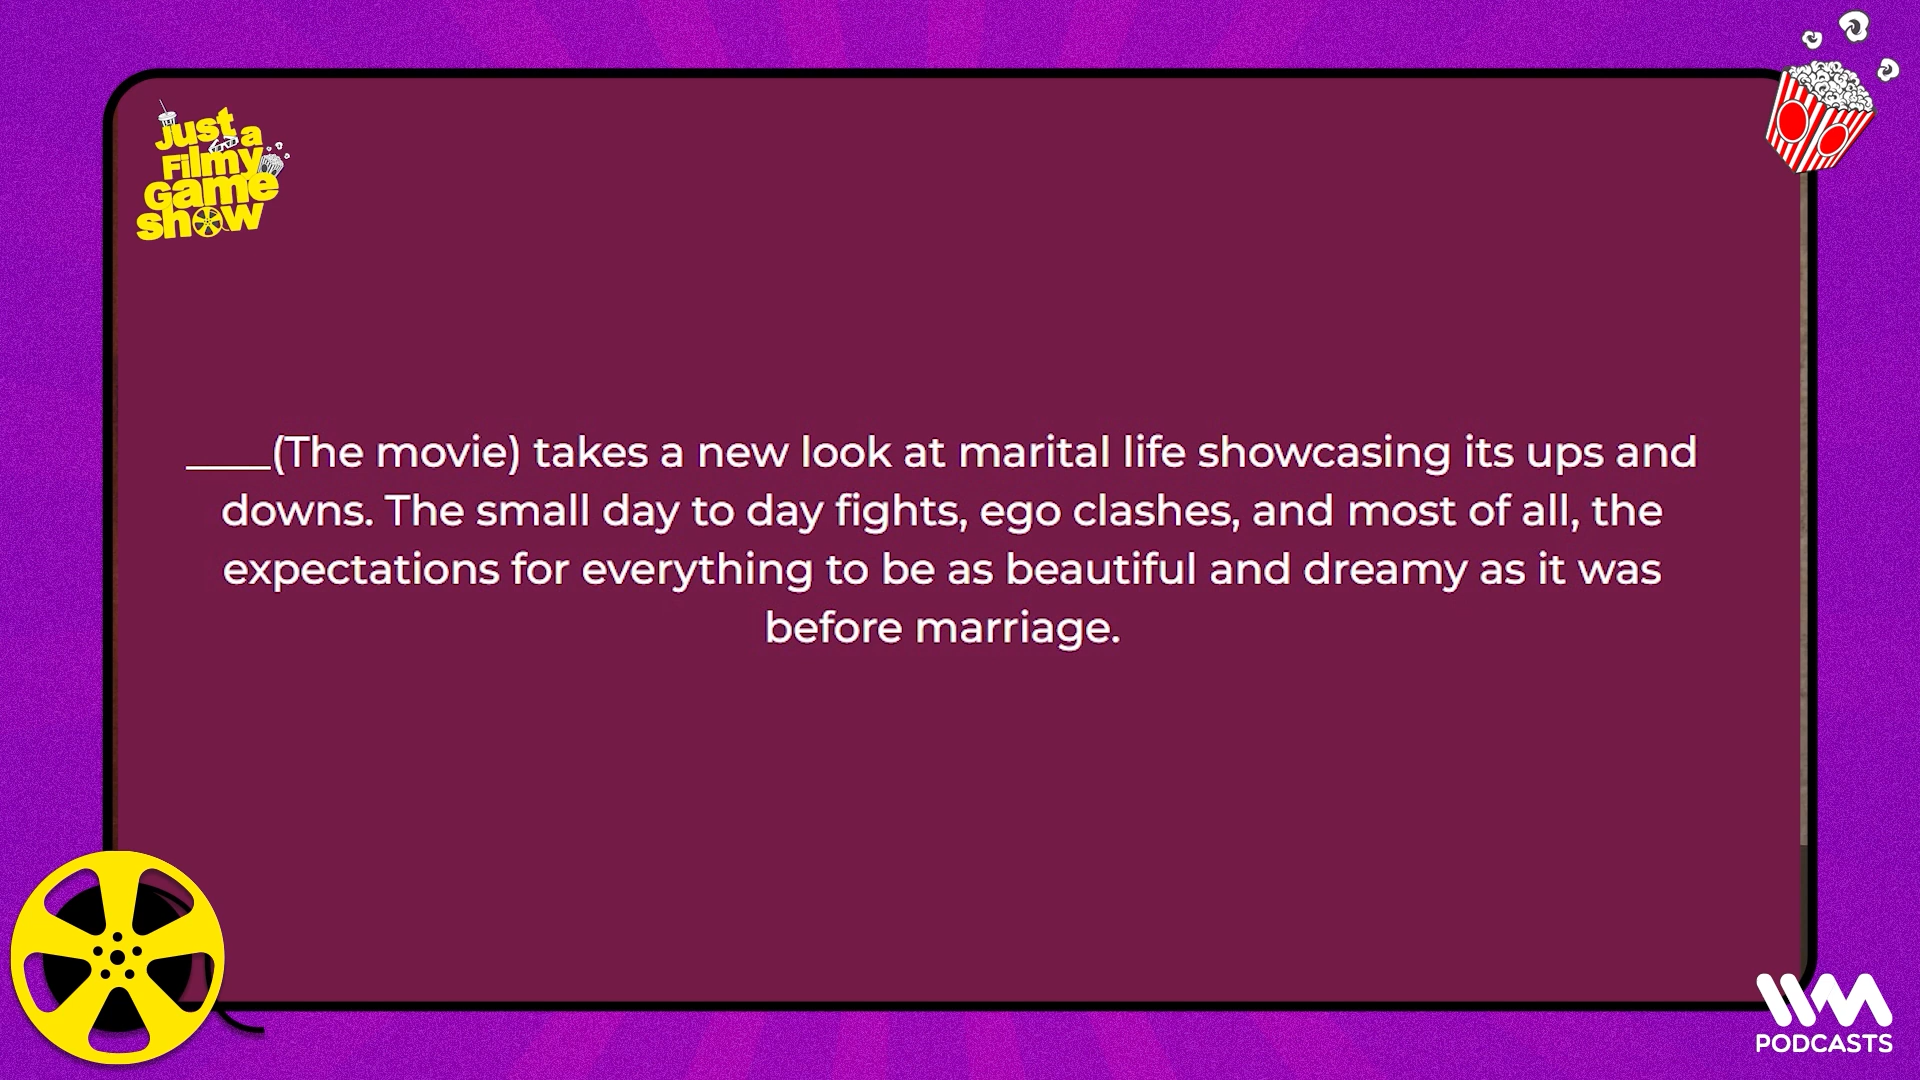 Just a
Filmy
Game
show
____(The movie) takes a new look at marital life showcasing its ups and
downs. The small day to day fights, ego clashes, and most of all, the
expectations for everything to be as beautiful and dreamy as it was
before marriage.
IVM
PODCASTS